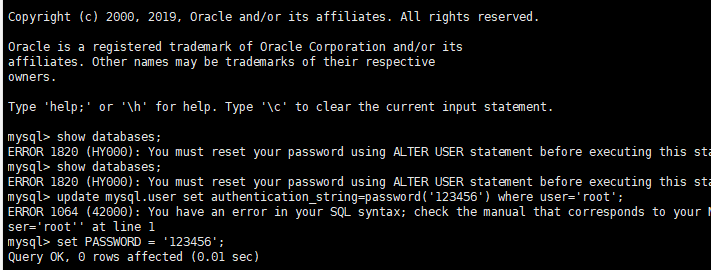 Copyright (c) 2000, 2019, Oracle and/or its affiliates. All rights reserved.
Oracle is a registered trademark of Oracle Corporation and/or its
affiliates. Other names may be trademarks of their respective
owners.
Type 'help;' or '\h' for help. Type '\c' to clear the current input statement.
mysql> show databases;
ERROR 1820 (HY000): You must reset your password using ALTER USER statement before executing this sta
mysql> show databases;
ERROR 1820 (HY000): You must reset your password using ALTER USER statement before executing this sta
mysql> update mysql.user set authentication_string=password('123456') where user='root';
ERROR 1064 (42000): You have an error in your SQL syntax; check the manual that corresponds to your M
ser='root'' at line 1
mysql> set PASSWORD = '123456';
Query OK, 0 rows affected (0.01 sec)